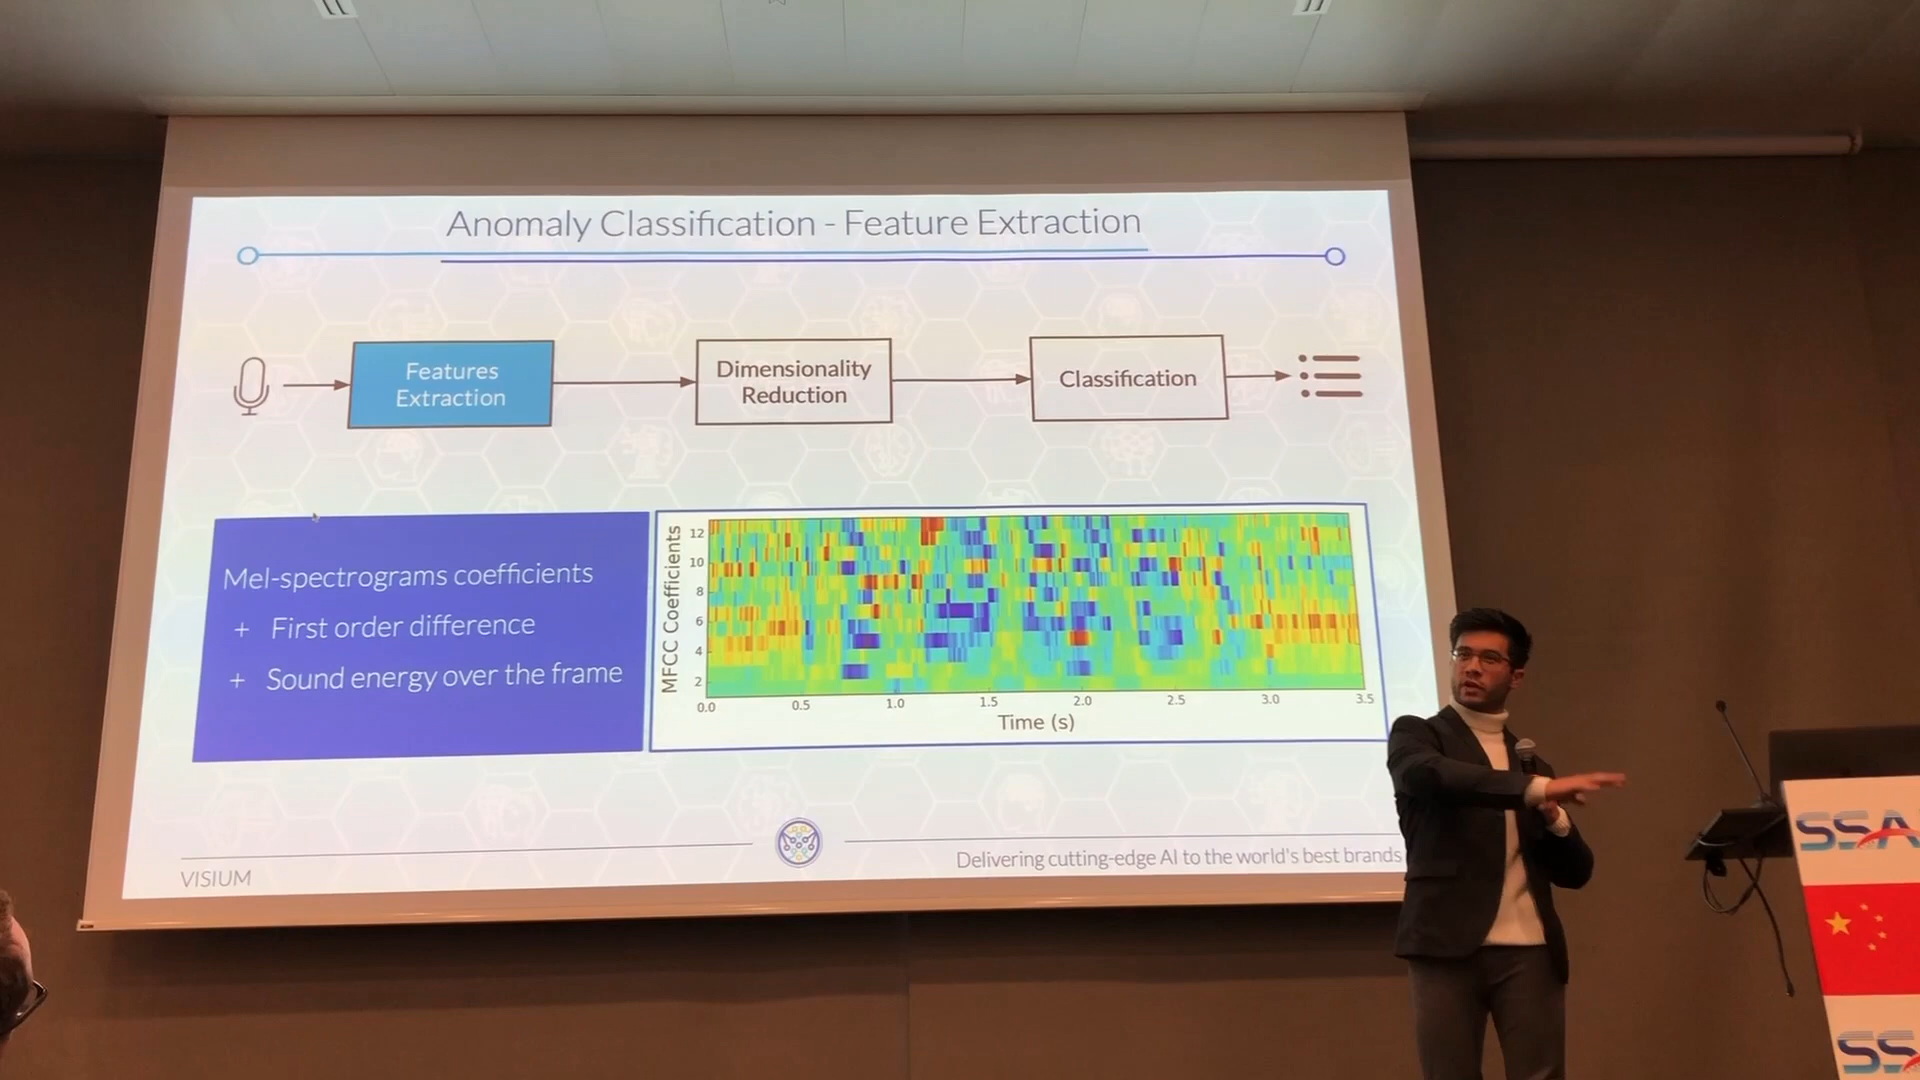 Anomaly Classification - Feature Extraction
Features
Extraction
Dimensionality
Reduction
Classification
Mel-spectrograms coefficients
+ First order difference
+ Sound energy over the frame
MFCC Coefficients
12
10
8
6
4
2
0.0 0.5 1.0 1.5 2.0 2.5 3.0 3.5
Time (s)
VISIUM
Delivering cutting-edge AI to the world's best brands
SSA
SS